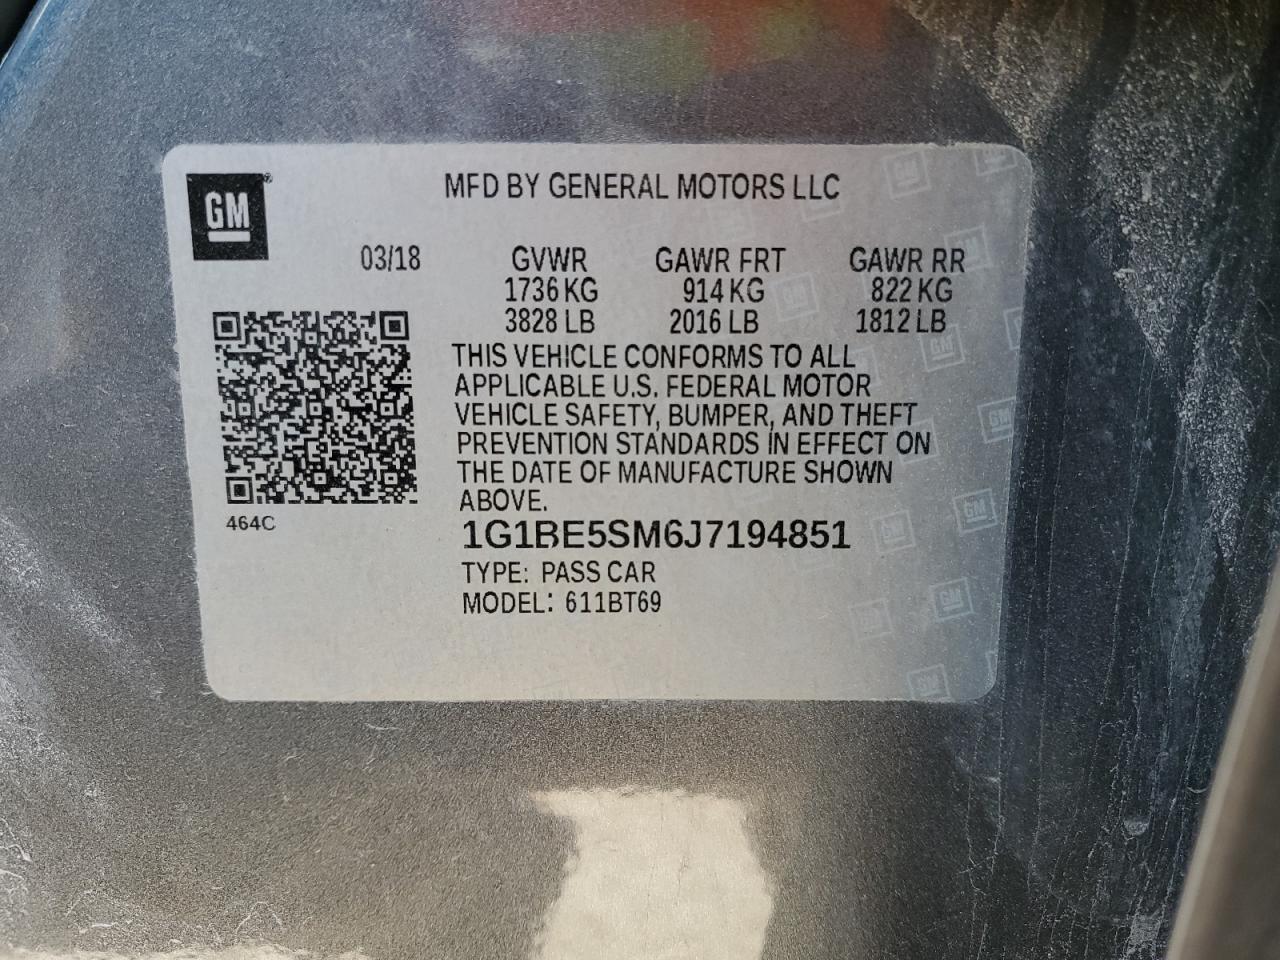 GM
MFD BY GENERAL MOTORS LLC
03/18 GVWR GAWR FRT GAWR RR
1736 KG 914 KG 822 KG
3828 LB 2016 LB 1812 LB
THIS VEHICLE CONFORMS TO ALL
APPLICABLE U.S. FEDERAL MOTOR
VEHICLE SAFETY, BUMPER, AND THEFT
PREVENTION STANDARDS IN EFFECT ON
THE DATE OF MANUFACTURE SHOWN
ABOVE.
464C
1G1BE5SM6J7194851
TYPE: PASS CAR
MODEL: 611BT69